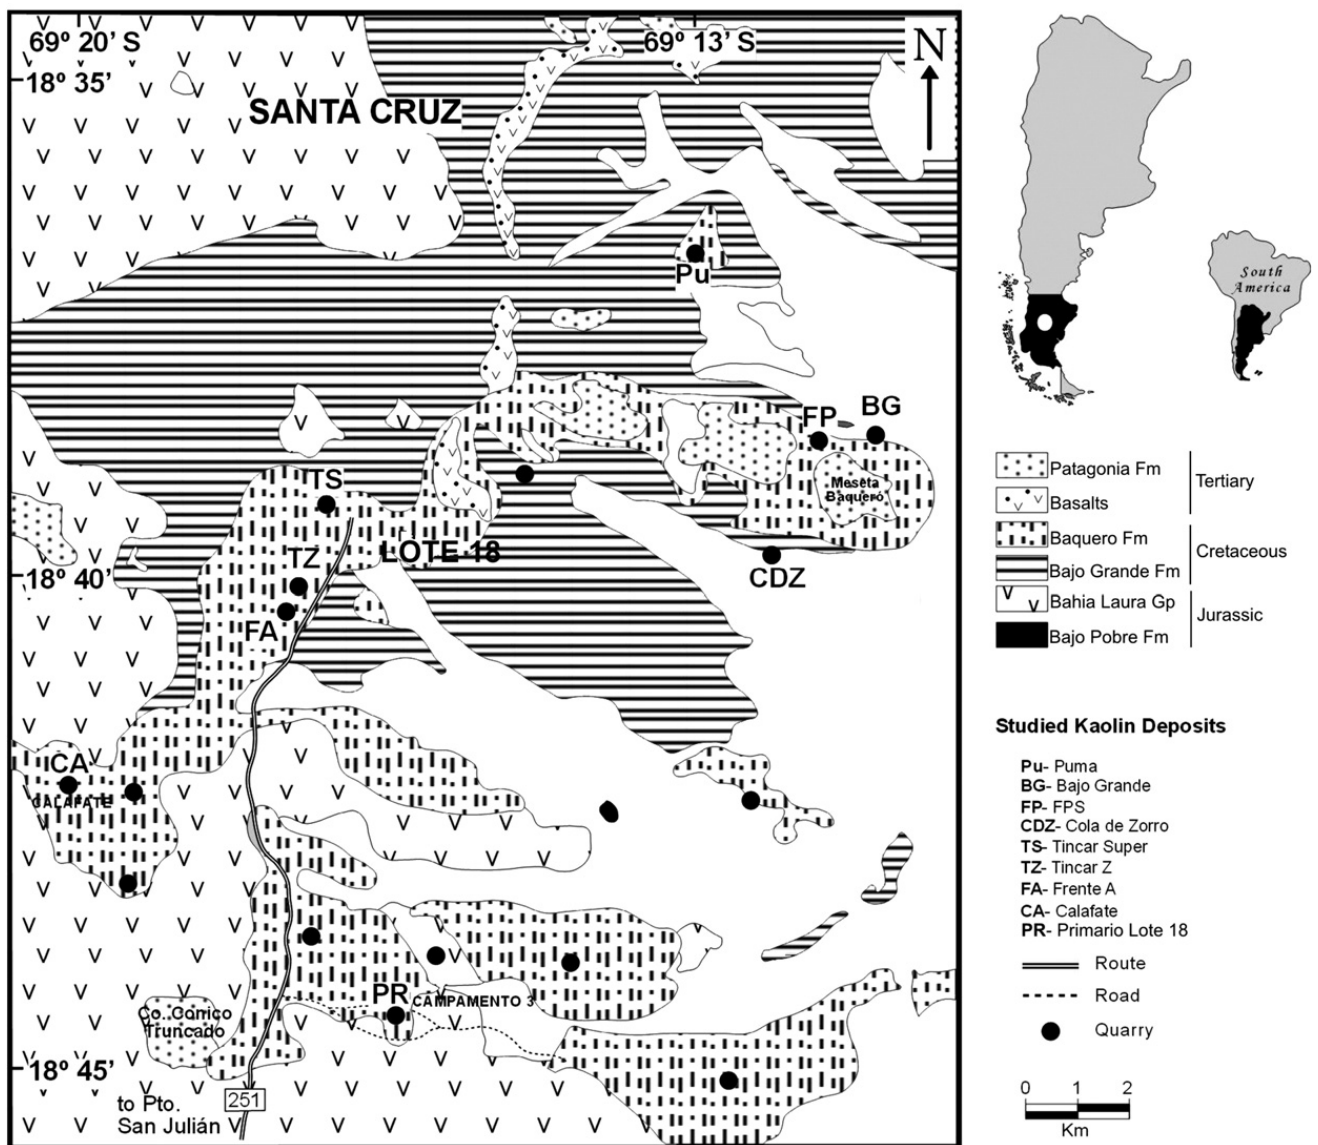 69º 20' S
69º 13' S
N
18º 35'
SANTA CRUZ
Pu
FP
BG
Meseta
Baqueró
TS
LOTE 18
TZ
CDZ
18º 40'
FA
CA
CALAFATE
PR
CAMPAMENTO 3
Co. Corrico
Truncado
18º 45'
251
to Pto.
San Julián
South
America
Patagonia Fm
Basalts
Tertiary
Baquero Fm
Bajo Grande Fm
Cretaceous
Bahia Laura Gp
Bajo Pobre Fm
Jurassic
Studied Kaolin Deposits
Pu- Puma
BG- Bajo Grande
FP- FPS
CDZ- Cola de Zorro
TS- Tincar Super
TZ- Tincar Z
FA- Frente A
CA- Calafate
PR- Primario Lote 18
Route
Road
Quarry
0 1 2
Km